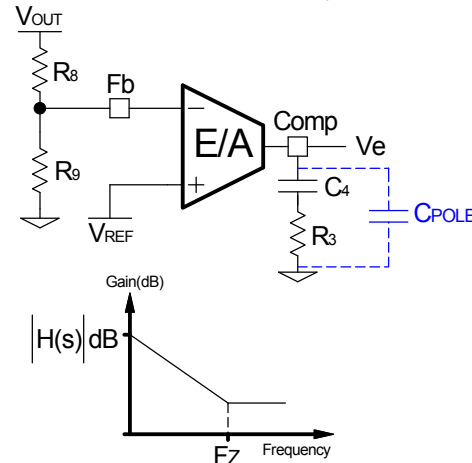 VOUT
R8
Fb
R9
E/A
Comp
Ve
VREF
C4
R3
CPOLE
Gain(dB)
|H(s)| dB
FZ
Frequency